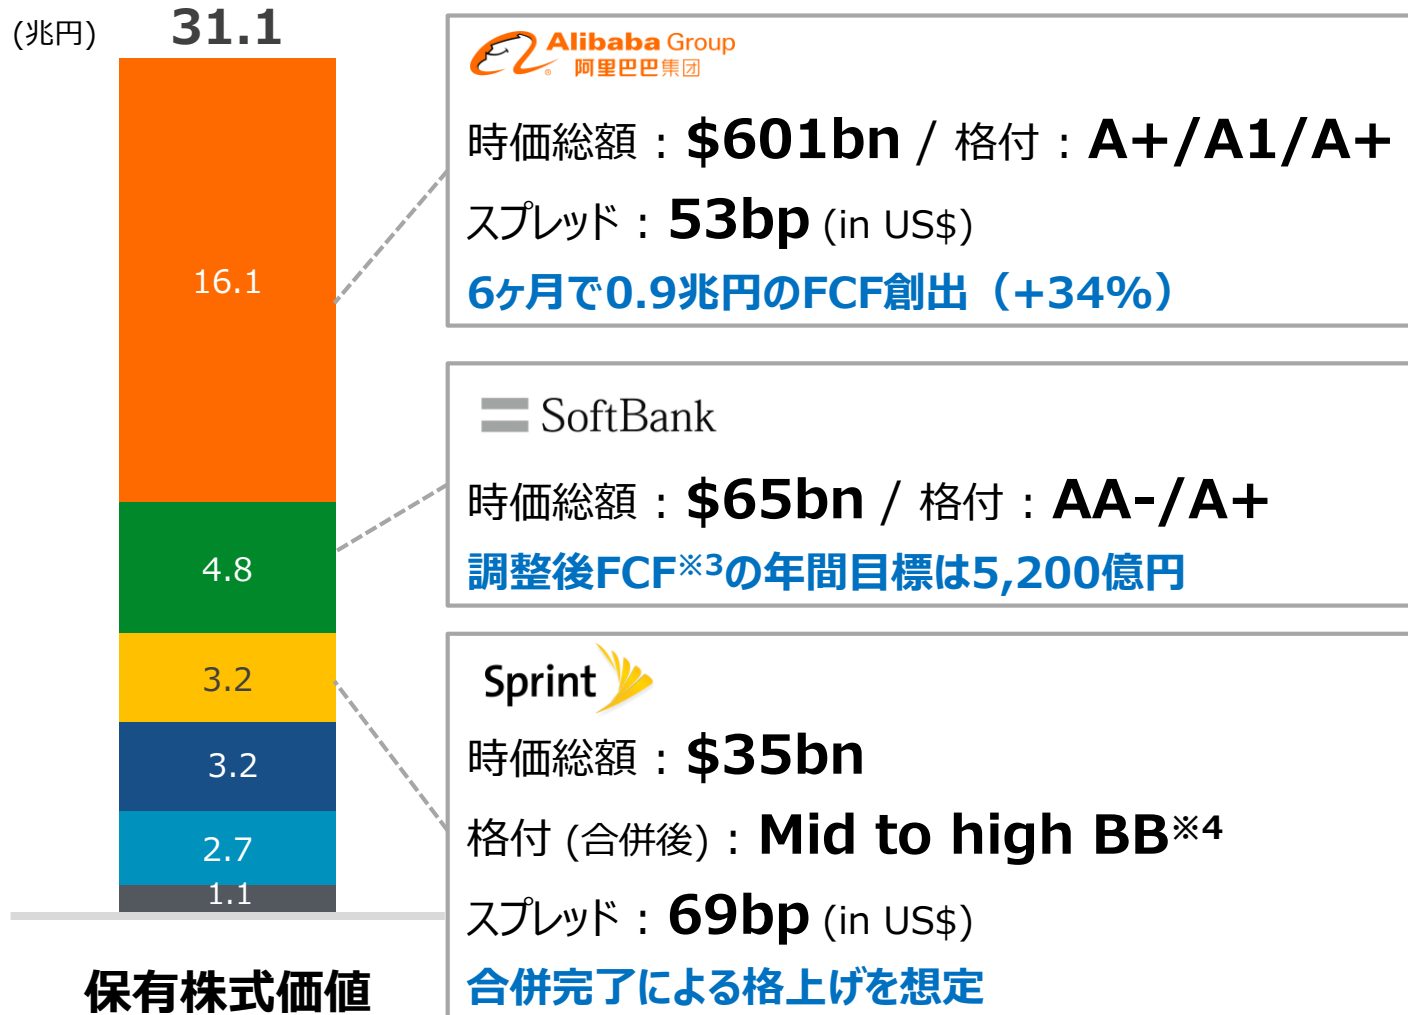 (兆円)
31.1
16.1
4.8
3.2
3.2
2.7
1.1
保有株式価値
Alibaba Group
阿里巴巴集团
時価総額：$601bn / 格付：A+/A1/A+
スプレッド：53bp (in US$)
6ヶ月で0.9兆円のFCF創出（+34%）
SoftBank
時価総額：$65bn / 格付：AA-/A+
調整後FCF※3の年間目標は5,200億円
Sprint
時価総額：$35bn
格付 (合併後)：Mid to high BB※4
スプレッド：69bp (in US$)
合併完了による格上げを想定